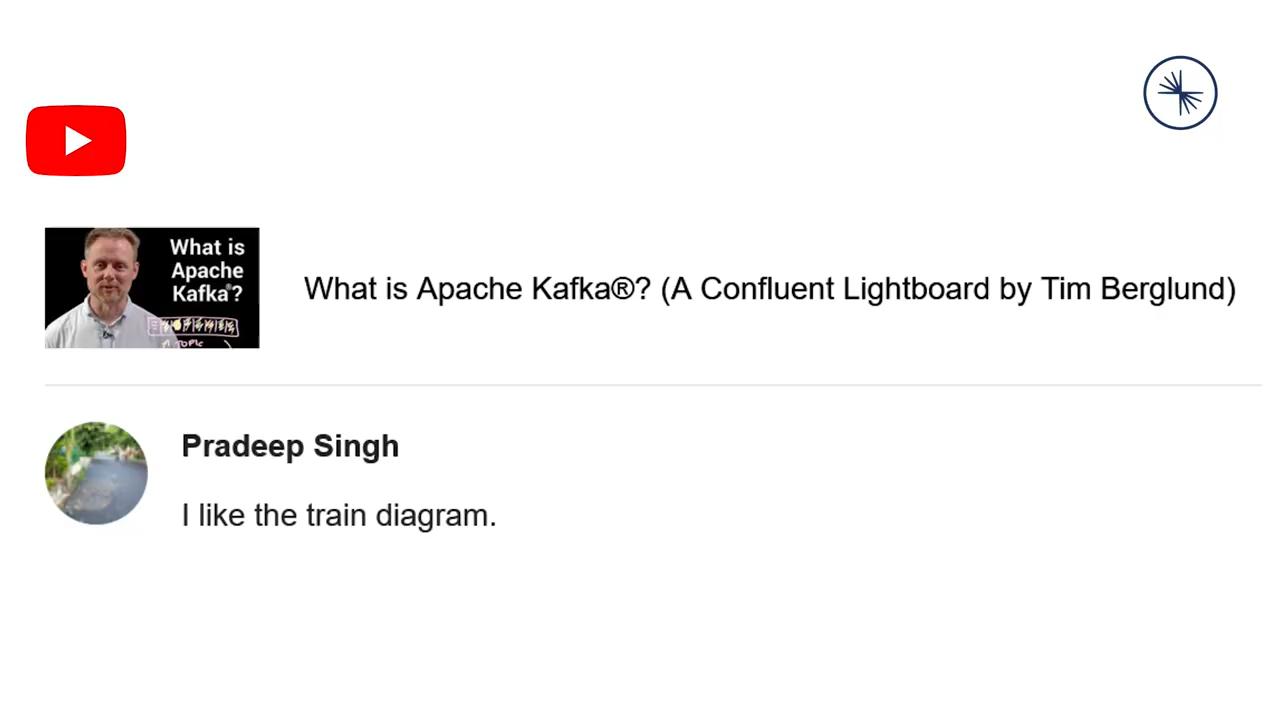 What is
Apache
Kafka®?
TOPIC
What is Apache Kafka®? (A Confluent Lightboard by Tim Berglund)
Pradeep Singh
I like the train diagram.